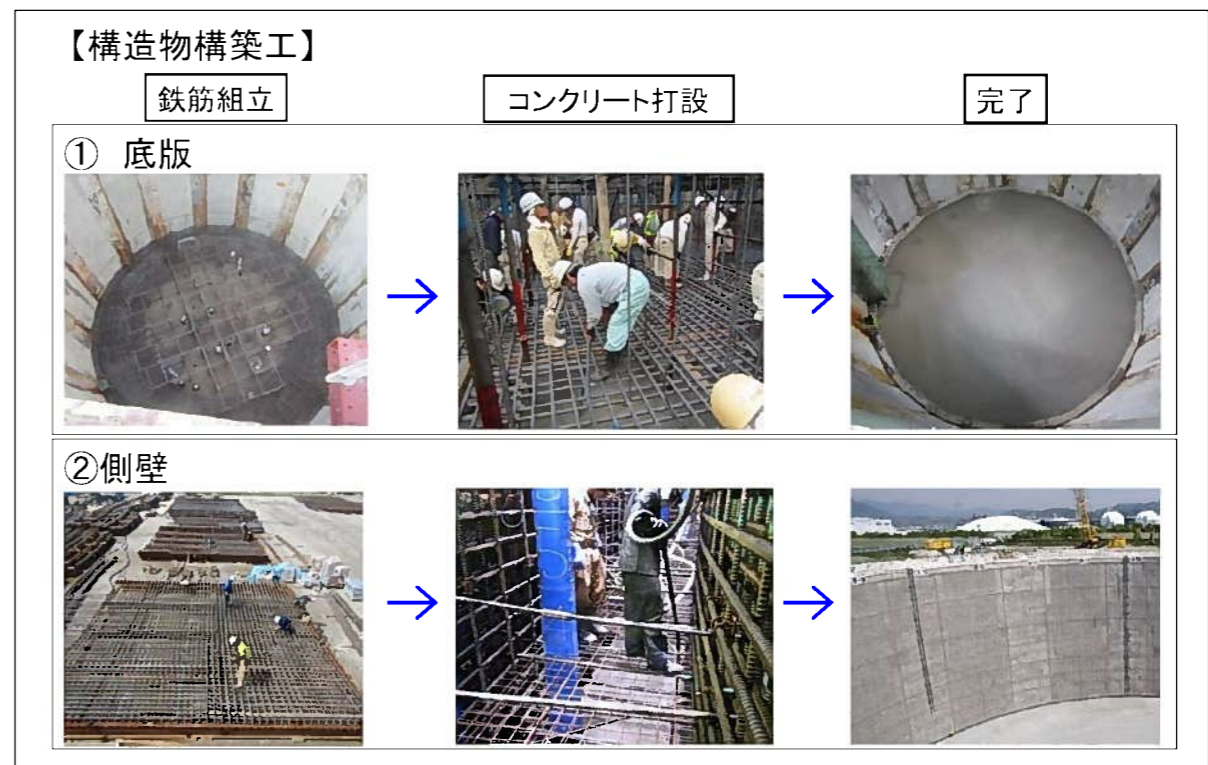 【構造物構築工】
鉄筋組立
コンクリート打設
完了
① 底版
②側壁